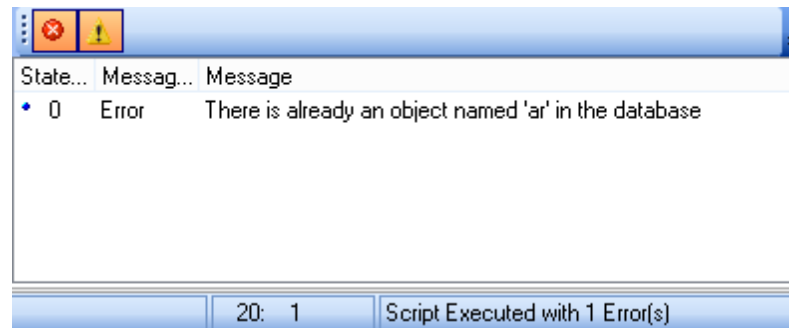 State... Messag... Message
0 Error There is already an object named 'ar' in the database
20: 1 Script Executed with 1 Error(s)